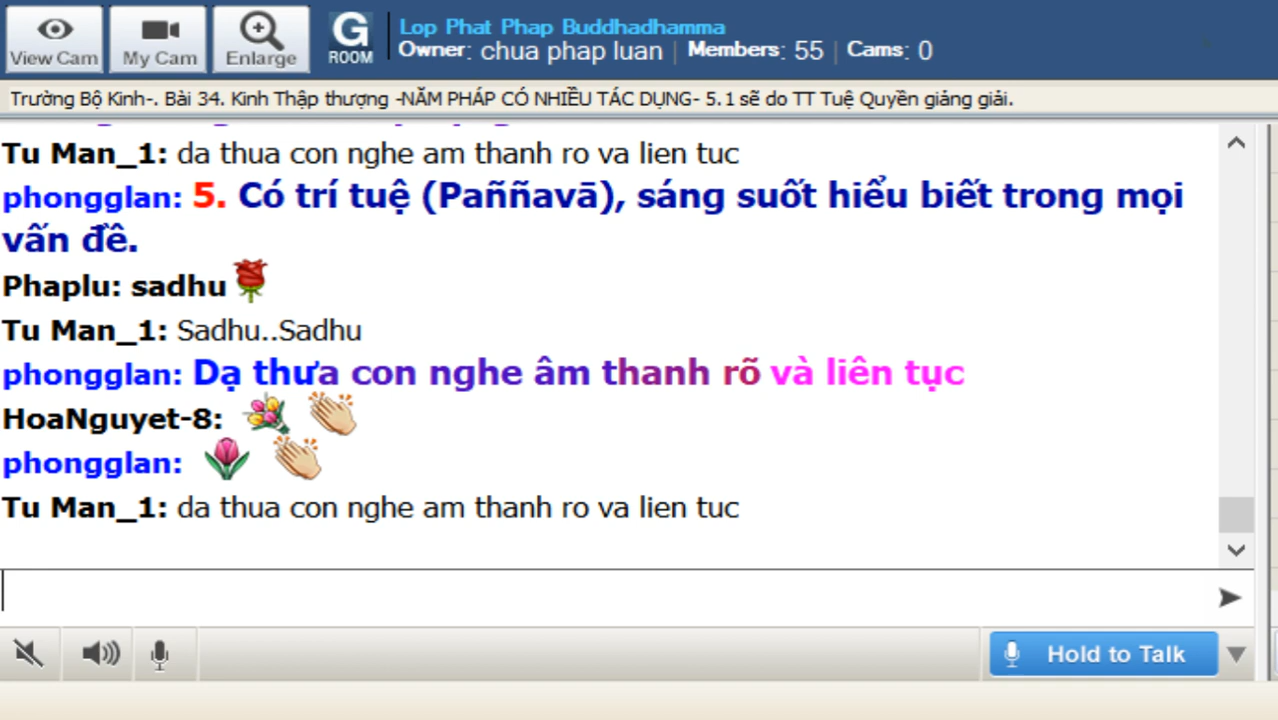 Lop Phat Phap Buddhadhamma
View Cam My Cam Enlarge G ROOM Owner: chua phap luan | Members: 55 | Cams: 0
Trường Bộ Kinh-. Bài 34. Kinh Thập thượng -NĂM PHÁP CÓ NHIỀU TÁC DỤNG- 5.1 sẽ do TT Tuệ Quyền giảng giải.
Tu Man_1: da thua con nghe am thanh ro va lien tuc
phongglan: 5. Có trí tuệ (Paññavā), sáng suốt hiểu biết trong mọi
vấn đề.
Phaplu: sadhu
Tu Man_1: Sadhu..Sadhu
phongglan: Dạ thưa con nghe âm thanh rõ và liên tục
HoaNguyet-8:
phongglan:
Tu Man_1: da thua con nghe am thanh ro va lien tuc
Hold to Talk